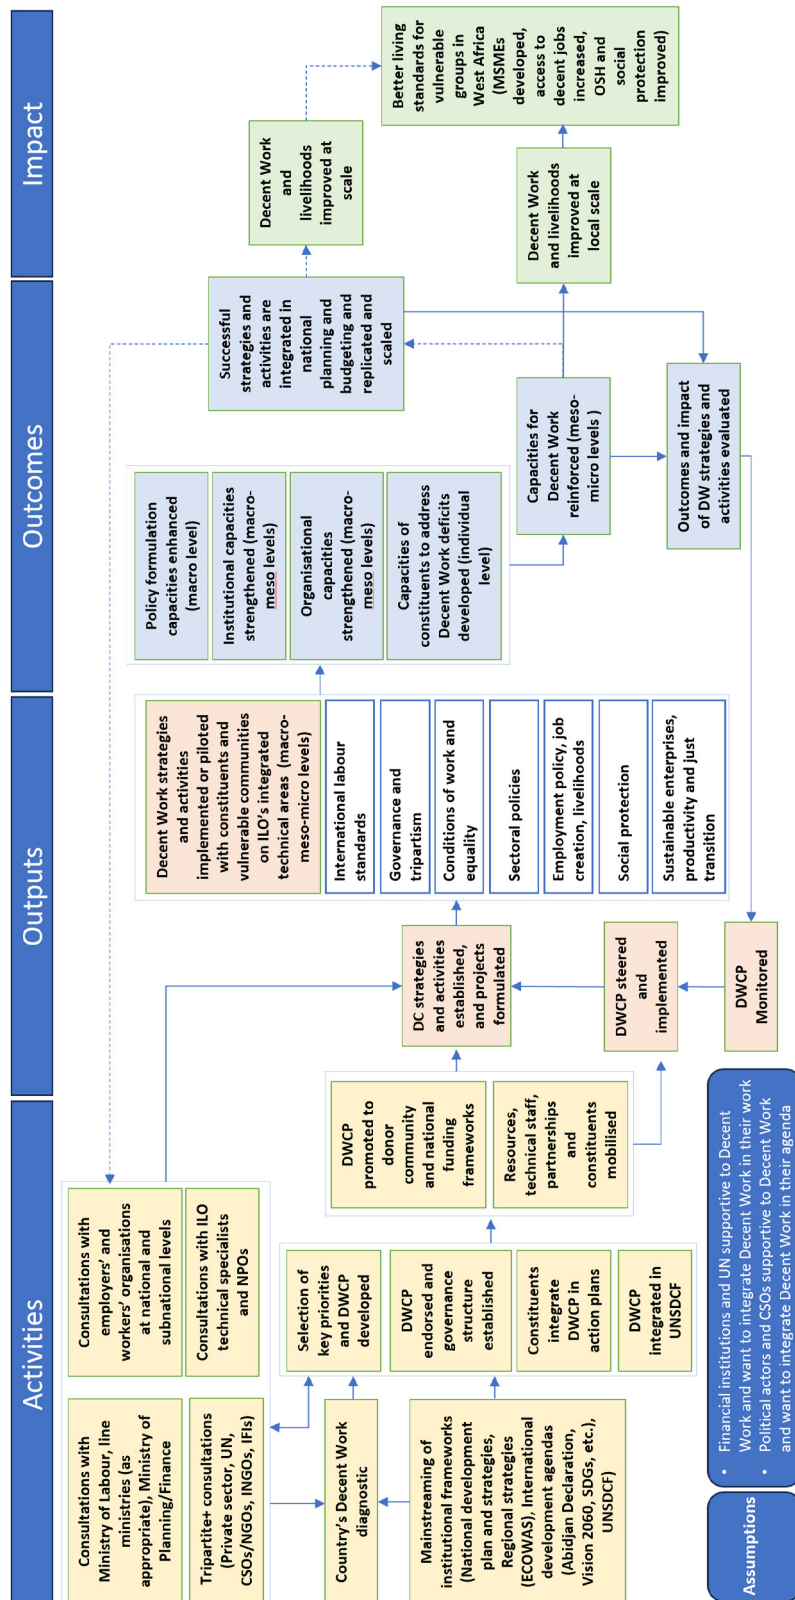 Activities
Outputs
Outcomes
Impact
Consultations with
Ministry of Labour, line
ministries (as
appropriate), Ministry of
Planning/Finance
Consultations with
employers' and
workers' organisations
at national and
subnational levels
Tripartite+ consultations
(Private sector, UN,
CSOs/NGOs, INGOs, IFIs)
Consultations with ILO
technical specialists
and NPOs
Country's Decent Work
diagnostic
Mainstreaming of
institutional frameworks
(National development
plan and strategies,
Regional strategies
(ECOWAS), International
development agendas
(Abidjan Declaration,
Vision 2060, SDGs, etc.),
UNSDCF)
Selection of
key priorities
and DWCP
developed
DWCP
endorsed and
governance
structure
established
Constituents
integrate
DWCP in
action plans
DWCP
integrated in
UNSDCF
DWCP
promoted to
donor
community
and national
funding
frameworks
Resources,
technical staff,
partnerships
and
constituents
mobilised
DC strategies
and activities
established,
and projects
formulated
DWCP steered
and
implemented
DWCP
Monitored
Decent Work strategies
and activities
implemented or piloted
with constituents and
vulnerable communities
on ILO's integrated
technical areas (macro-
meso-micro levels)
International labour
standards
Governance and
tripartism
Conditions of work and
equality
Sectoral policies
Employment policy, job
creation, livelihoods
Social protection
Sustainable enterprises,
productivity and just
transition
Policy formulation
capacities enhanced
(macro level)
Institutional capacities
strengthened (macro-
meso levels)
Organisational
capacities
strengthened (macro-
meso levels)
Capacities of
constituents to address
Decent Work deficits
developed (individual
level)
Successful
strategies and
activities are
integrated in
national
planning and
budgeting and
replicated and
scaled
Capacities for
Decent Work
reinforced (meso-
micro levels )
Outcomes and impact
of DW strategies and
activities evaluated
Decent Work
and
livelihoods
improved at
scale
Decent Work
and livelihoods
improved at
local scale
Better living
standards for
vulnerable
groups in
West Africa
(MSMEs
developed,
access to
decent jobs
increased,
OSH and
social
protection
improved)
Assumptions
• Financial institutions and UN supportive to Decent
Work and want to integrate Decent Work in their work
• Political actors and CSOs supportive to Decent Work
and want to integrate Decent Work in their agenda